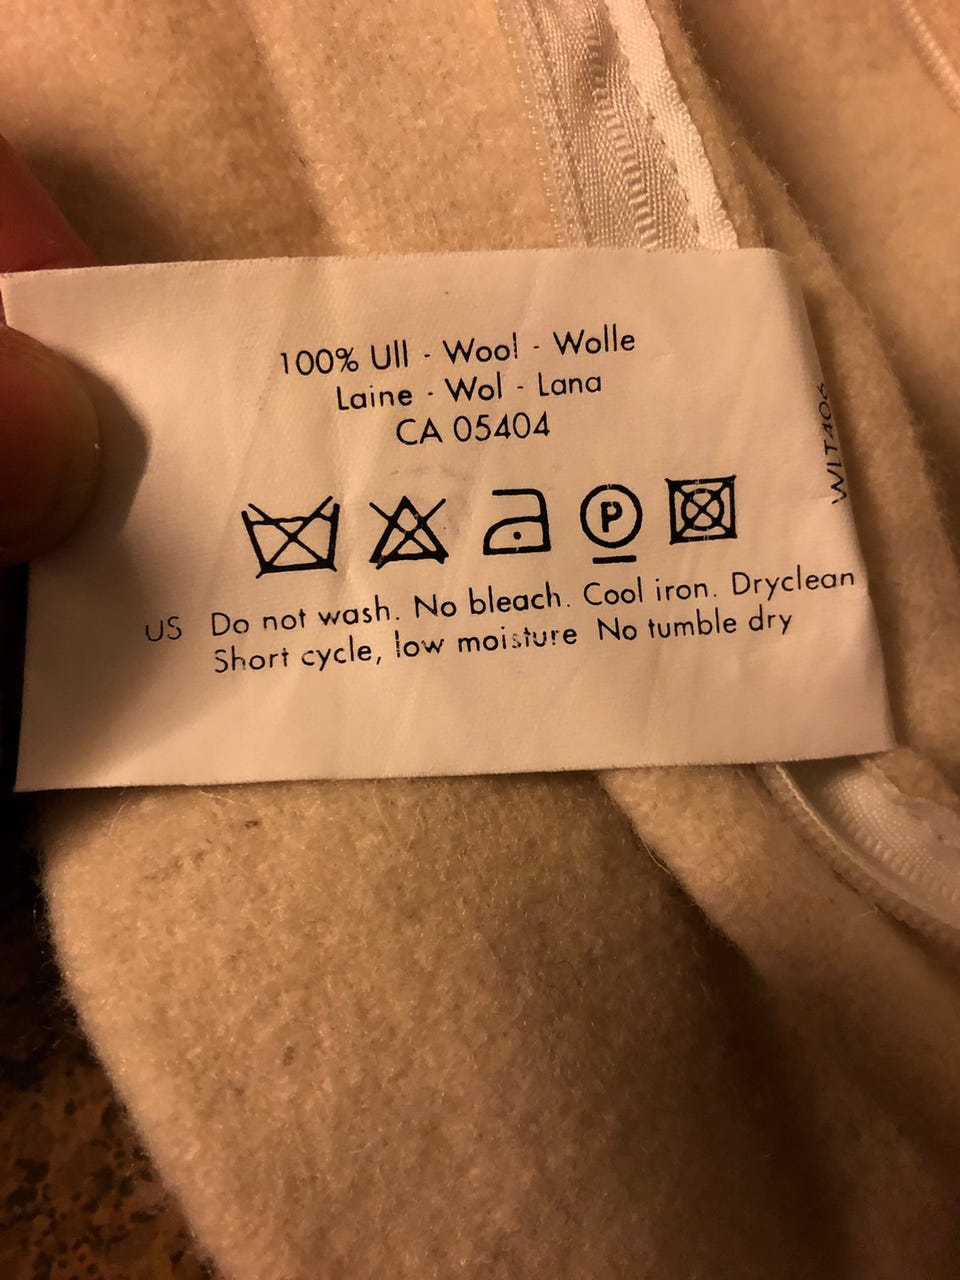 100% Ull - Wool - Wolle
Laine - Wol - Lana
CA 05404
P
US Do not wash. No bleach. Cool iron. Dryclean
Short cycle, low moisture No tumble dry
WLT406